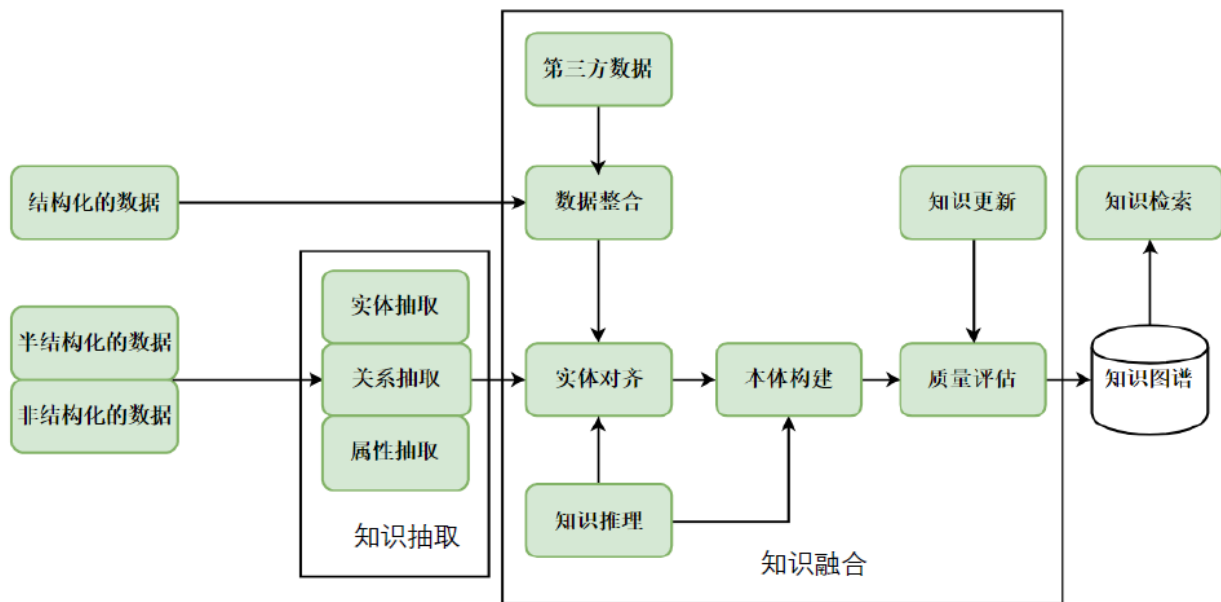 第三方数据
结构化的数据
数据整合
知识更新
知识检索
实体抽取
半结构化的数据
关系抽取
实体对齐
本体构建
质量评估
知识图谱
非结构化的数据
属性抽取
知识推理
知识抽取
知识融合